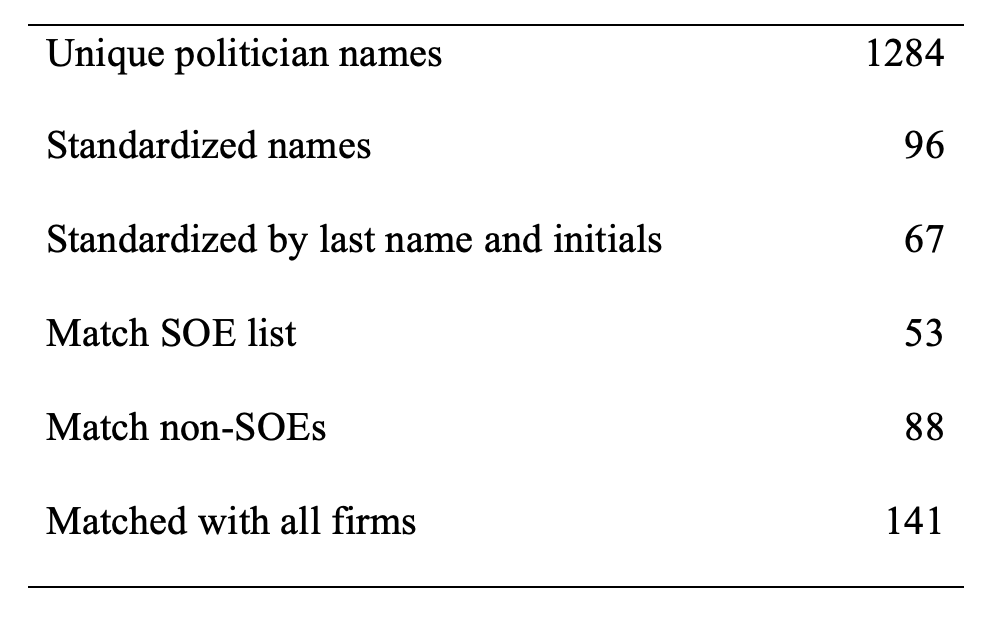 Unique politician names 1284
Standardized names 96
Standardized by last name and initials 67
Match SOE list 53
Match non-SOEs 88
Matched with all firms 141